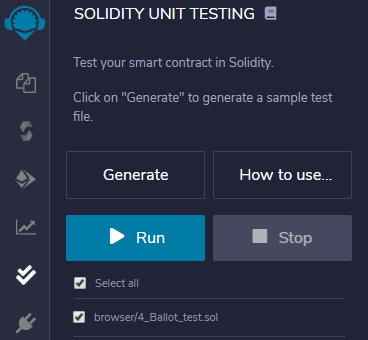 SOLIDITY UNIT TESTING
Test your smart contract in Solidity.
Click on "Generate" to generate a sample test
file.
Generate
How to use...
Run
Stop
Select all
browser/4_Ballot_test.sol